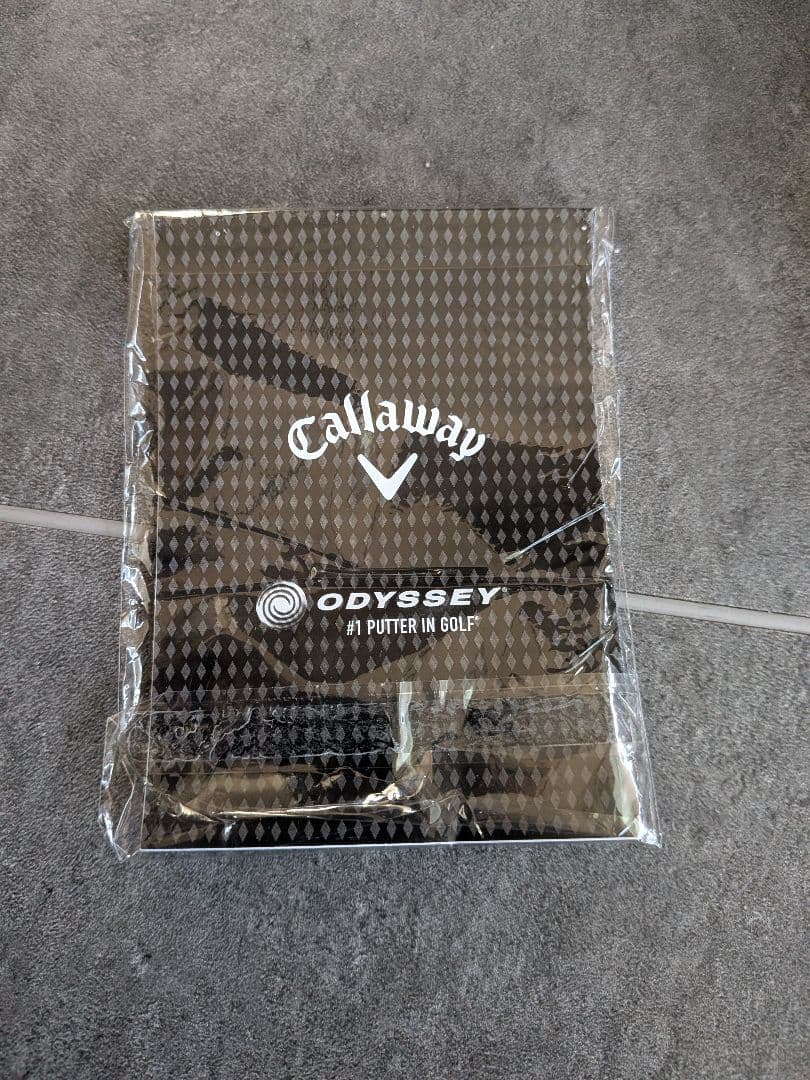 Callaway
ODYSSEY®
#1 PUTTER IN GOLF®